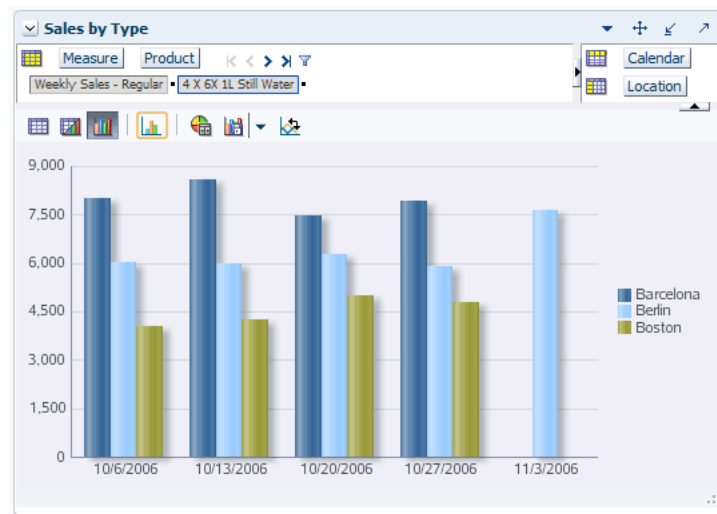 Sales by Type
Measure Product Calendar
Weekly Sales - Regular 4 X 6X 1L Still Water Location
9,000
7,500
6,000
4,500
3,000
1,500
0
10/6/2006 10/13/2006 10/20/2006 10/27/2006 11/3/2006
Barcelona
Berlin
Boston